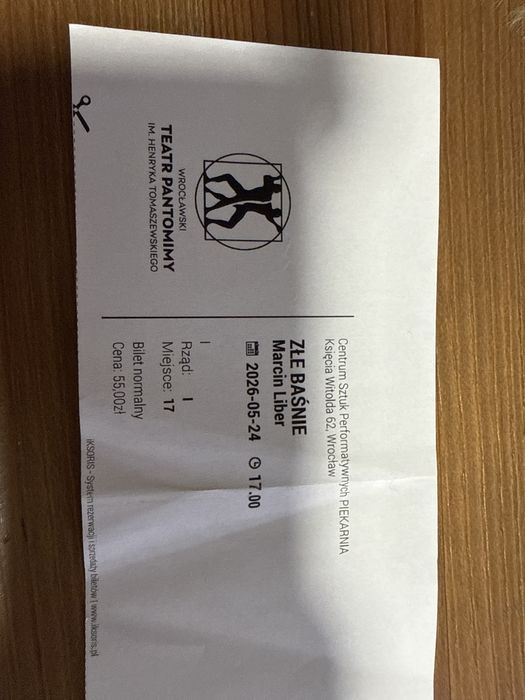 WROCŁAWSKI
TEATR PANTOMIMY
IM. HENRYKA TOMASZEWSKIEGO
Centrum Sztuk Performatywnych PIEKARNIA
Księcia Witolda 62, Wrocław
ZŁE BAŚNIE
Marcin Liber
2026-05-24 17.00
I
Rząd: I
Miejsce: 17
Bilet normalny
Cena: 55,00zł
iKSORIS - System rezerwacji i sprzedaży biletów | www.iksoris.pl